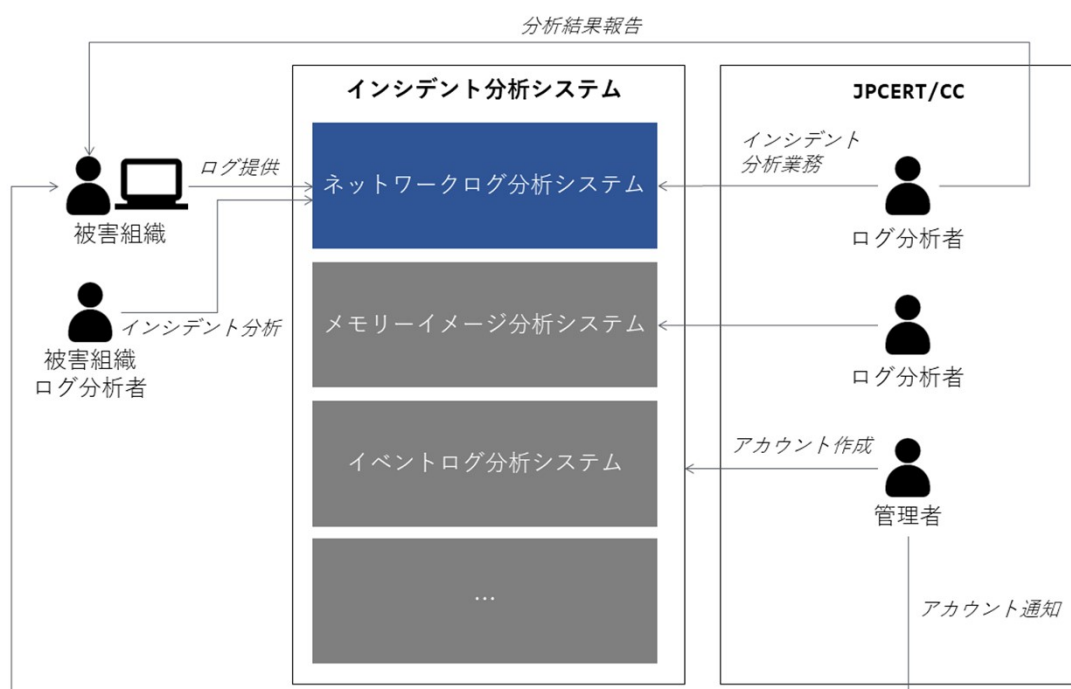 分析結果報告
インシデント分析システム
JPCERT/CC
ネットワークログ分析システム
ログ提供
インシデント
分析業務
被害組織
ログ分析者
メモリーイメージ分析システム
インシデント分析
被害組織
ログ分析者
ログ分析者
イベントログ分析システム
アカウント作成
管理者
…
アカウント通知